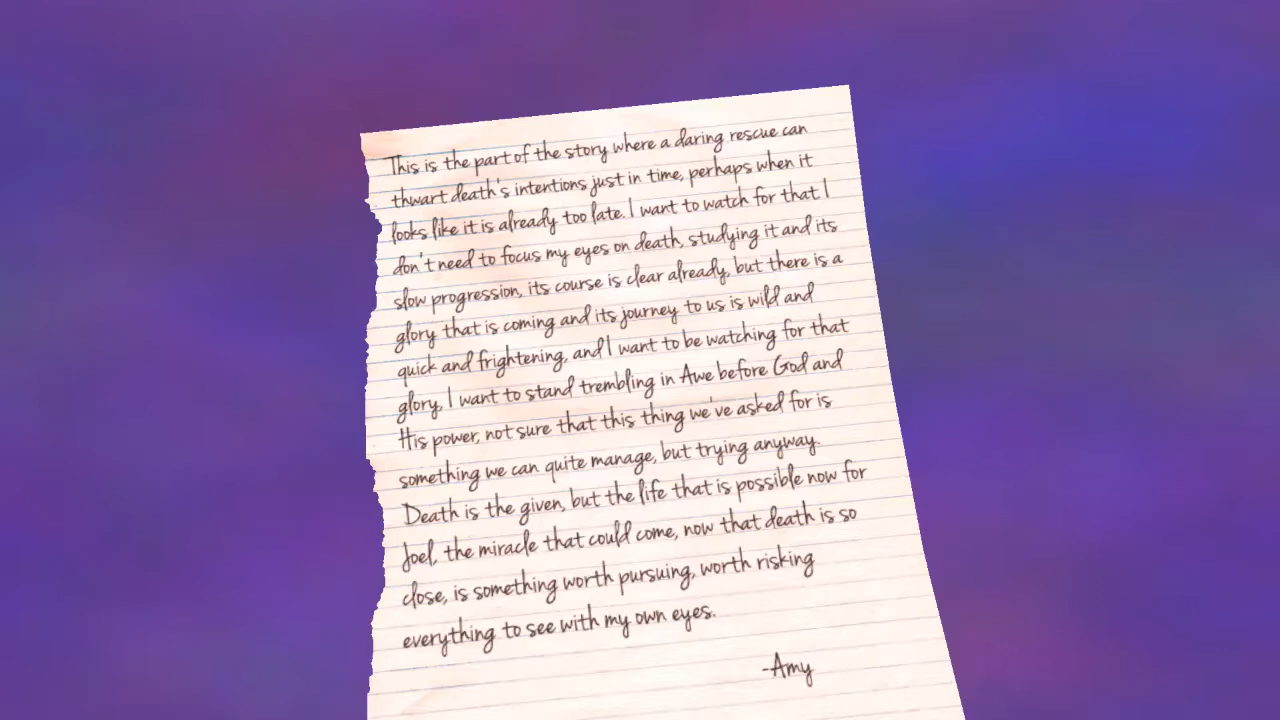 This is the part of the story where a daring rescue can
thwart death's intentions just in time, perhaps when it
looks like it is already too late. I want to watch for that. I
don't need to focus my eyes on death, studying it and its
slow progression, its course is clear already, but there is a
glory that is coming and its journey to us is wild and
quick and frightening, and I want to be watching for that
glory. I want to stand trembling in Awe before God and
His power, not sure that this thing we've asked for is
something we can quite manage, but trying anyway.
Death is the given, but the life that is possible now for
Joel, the miracle that could come, now that death is so
close, is something worth pursuing, worth risking
everything to see with my own eyes.
-Amy